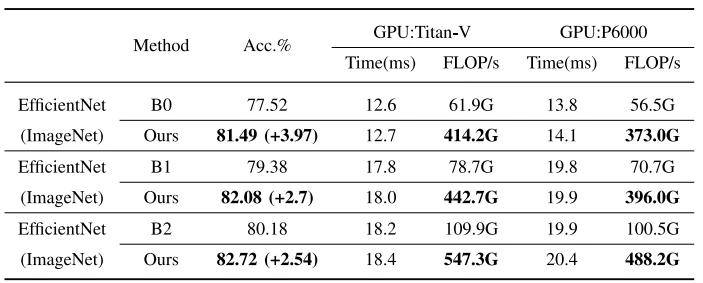 Method Acc.% GPU:Titan-V GPU:P6000
Time(ms) FLOP/s Time(ms) FLOP/s
EfficientNet B0 77.52 12.6 61.9G 13.8 56.5G
(ImageNet) Ours 81.49 (+3.97) 12.7 414.2G 14.1 373.0G
EfficientNet B1 79.38 17.8 78.7G 19.8 70.7G
(ImageNet) Ours 82.08 (+2.7) 18.0 442.7G 19.9 396.0G
EfficientNet B2 80.18 18.2 109.9G 19.9 100.5G
(ImageNet) Ours 82.72 (+2.54) 18.4 547.3G 20.4 488.2G